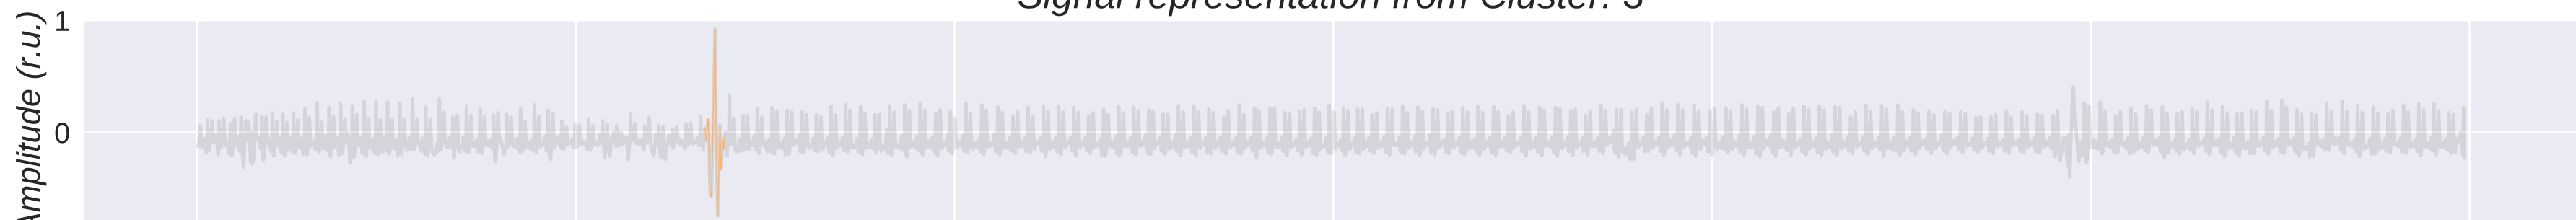 Signal representation from Cluster: 3
Amplitude (r.u.)
1
0